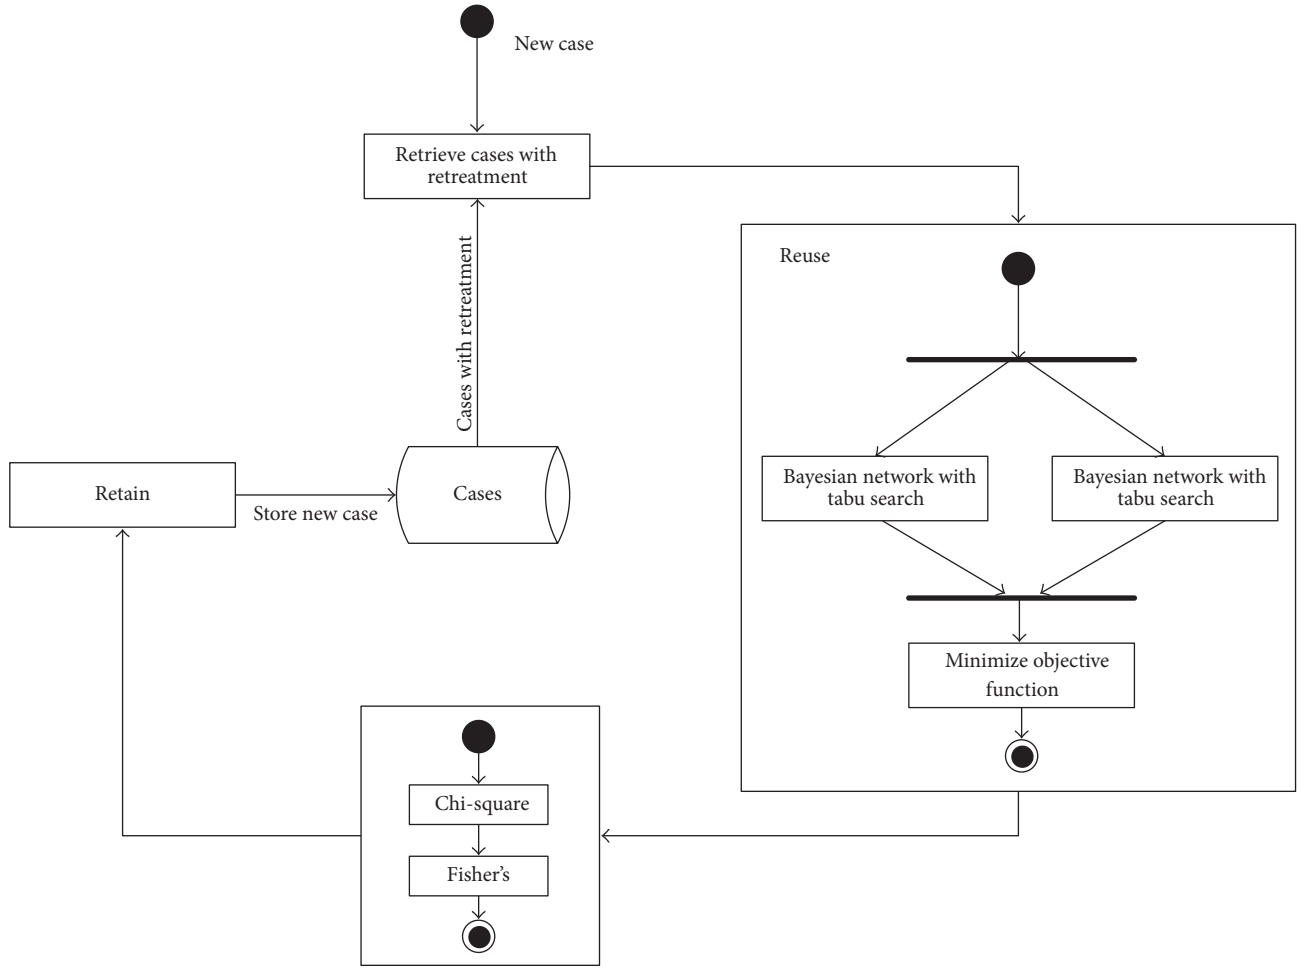 New case
Retrieve cases with
retreatment
Reuse
Cases with retreatment
Bayesian network with
tabu search
Bayesian network with
tabu search
Retain
Store new case
Cases
Minimize objective
function
Chi-square
Fisher's